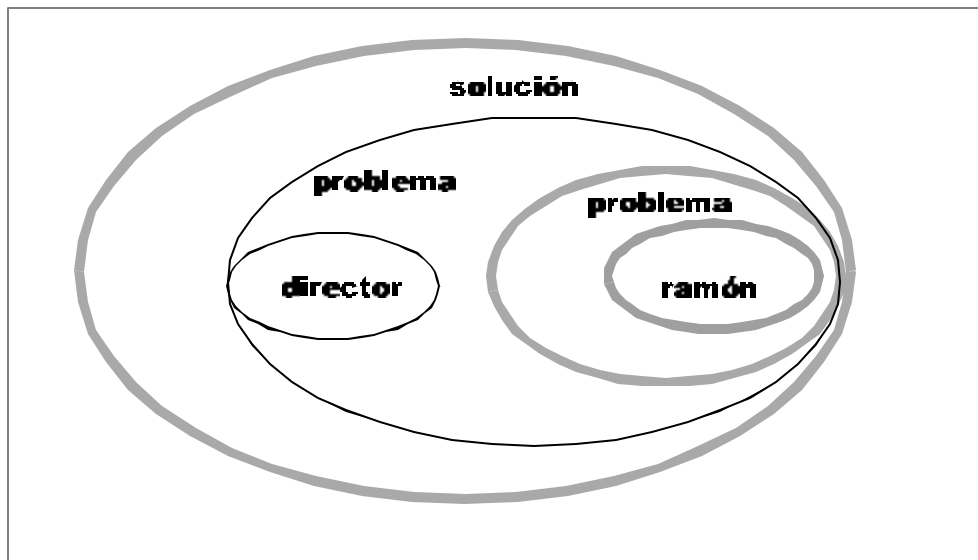 solución
problema
problema
director
ramón